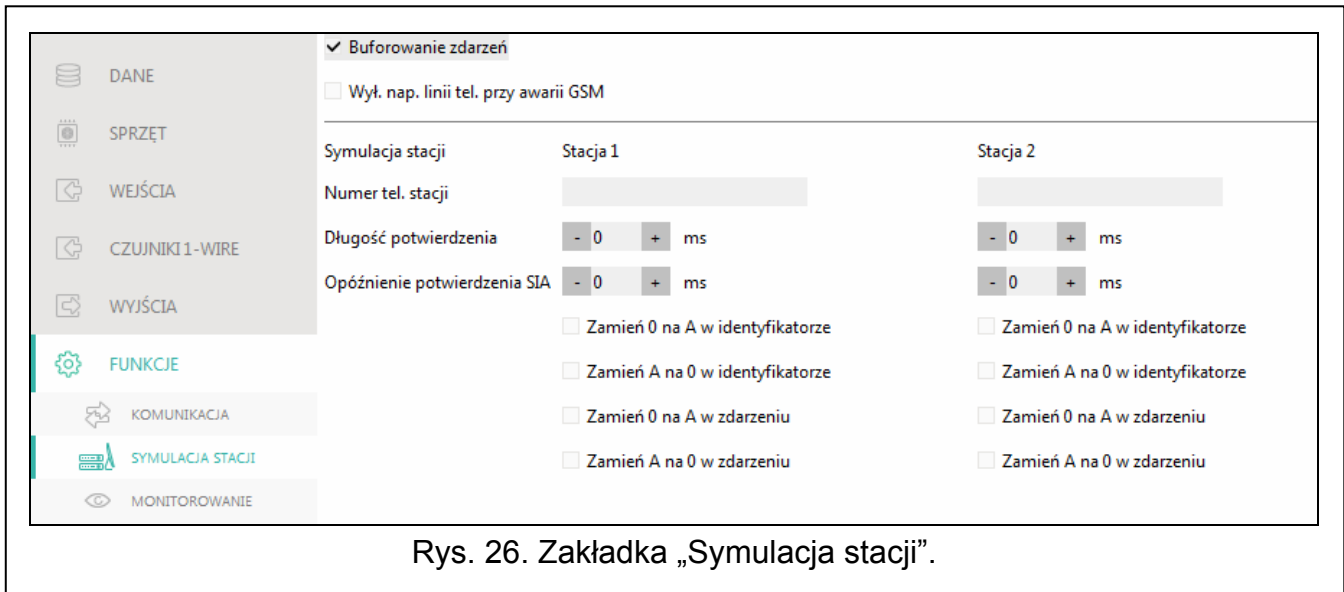 DANE
SPRZĘT
WEJŚCIA
CZUJNIKI 1-WIRE
WYJŚCIA
FUNKCJE
KOMUNIKACJA
SYMULACJA STACJI
MONITOROWANIE
Buforowanie zdarzeń
Wył. nap. linii tel. przy awarii GSM
Symulacja stacji Stacja 1 Stacja 2
Numer tel. stacji
Długość potwierdzenia - 0 + ms - 0 + ms
Opóźnienie potwierdzenia SIA - 0 + ms - 0 + ms
Zamień 0 na A w identyfikatorze Zamień 0 na A w identyfikatorze
Zamień A na 0 w identyfikatorze Zamień A na 0 w identyfikatorze
Zamień 0 na A w zdarzeniu Zamień 0 na A w zdarzeniu
Zamień A na 0 w zdarzeniu Zamień A na 0 w zdarzeniu
Rys. 26. Zakładka „Symulacja stacji”.